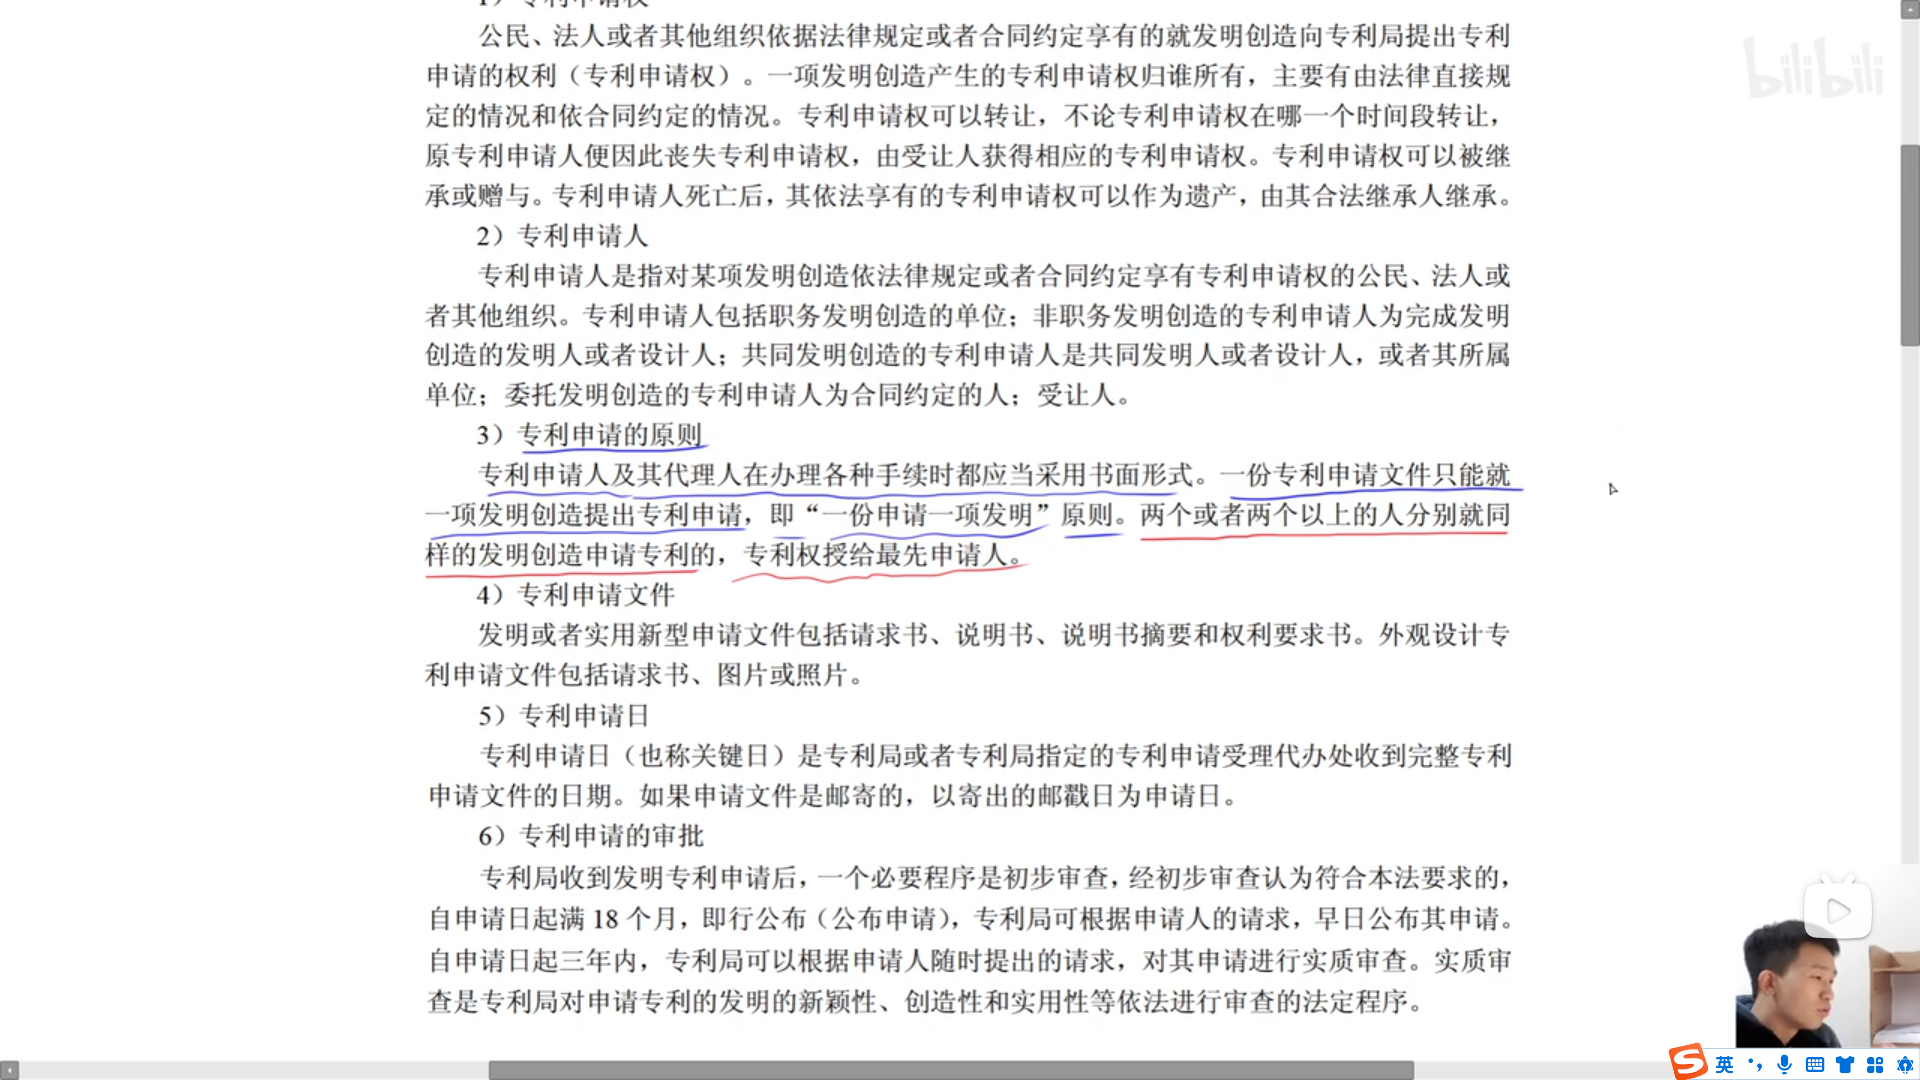 1）专利申请权
公民、法人或者其他组织依据法律规定或者合同约定享有的就发明创造向专利局提出专利
申请的权利（专利申请权）。一项发明创造产生的专利申请权归谁所有，主要有由法律直接规
定的情况和依合同约定的情况。专利申请权可以转让，不论专利申请权在哪一个时间段转让，
原专利申请人便因此丧失专利申请权，由受让人获得相应的专利申请权。专利申请权可以被继
承或赠与。专利申请人死亡后，其依法享有的专利申请权可以作为遗产，由其合法继承人继承。
2）专利申请人
专利申请人是指对某项发明创造依法律规定或者合同约定享有专利申请权的公民、法人或
者其他组织。专利申请人包括职务发明创造的单位；非职务发明创造的专利申请人为完成发明
创造的发明人或者设计人；共同发明创造的专利申请人是共同发明人或者设计人，或者其所属
单位；委托发明创造的专利申请人为合同约定的人；受让人。
3）专利申请的原则
专利申请人及其代理人在办理各种手续时都应当采用书面形式。一份专利申请文件只能就
一项发明创造提出专利申请，即“一份申请一项发明”原则。两个或者两个以上的人分别就同
样的发明创造申请专利的，专利权授给最先申请人。
4）专利申请文件
发明或者实用新型申请文件包括请求书、说明书、说明书摘要和权利要求书。外观设计专
利申请文件包括请求书、图片或照片。
5）专利申请日
专利申请日（也称关键日）是专利局或者专利局指定的专利申请受理代办处收到完整专利
申请文件的日期。如果申请文件是邮寄的，以寄出的邮戳日为申请日。
6）专利申请的审批
专利局收到发明专利申请后，一个必要程序是初步审查，经初步审查认为符合本法要求的，
自申请日起满 18 个月，即行公布（公布申请），专利局可根据申请人的请求，早日公布其申请。
自申请日起三年内，专利局可以根据申请人随时提出的请求，对其申请进行实质审查。实质审
查是专利局对申请专利的发明的新颖性、创造性和实用性等依法进行审查的法定程序。
bilibili
英